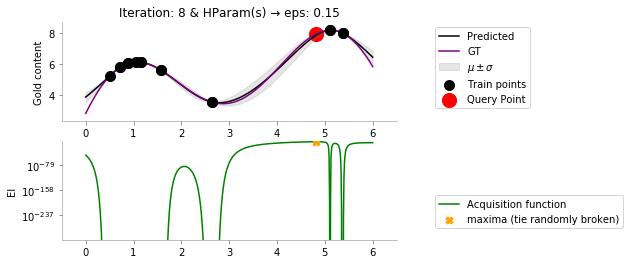 Iteration: 8 & HParam(s) → eps: 0.15
Gold content
8
6
4
0 1 2 3 4 5 6
Predicted
GT
μ ± σ
Train points
Query Point
EI
10^-79
10^-158
10^-237
0 1 2 3 4 5 6
Acquisition function
maxima (tie randomly broken)